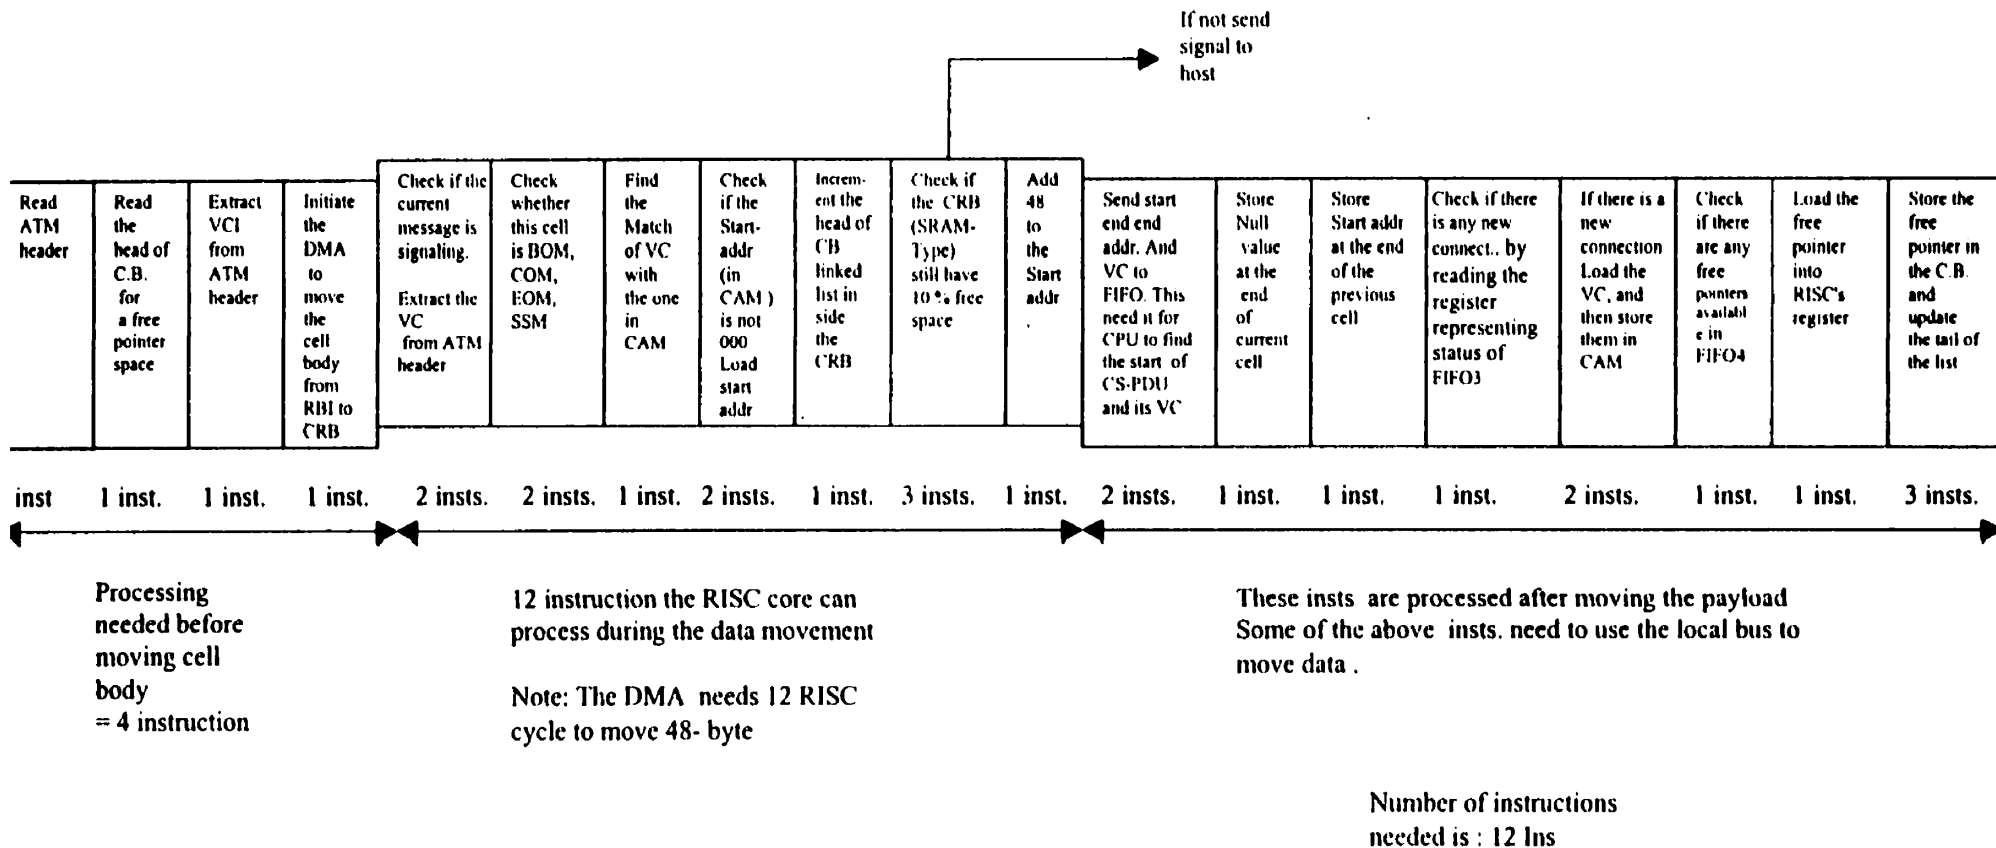 If not send
signal to
host
Read
ATM
header
Read
the
head of
C.B.
for
a free
pointer
space
Extract
VCI
from
ATM
header
Initiate
the
DMA
to
move
the
cell
body
from
RBI to
CRB
Check if the
current
message is
signaling.
Extract the
VC
from ATM
header
Check
whether
this cell
is BOM,
COM,
EOM,
SSM
Find
the
Match
of VC
with
the one
in
CAM
Check
if the
Start-
addr
(in
CAM )
is not
000
Load
start
addr
Increm-
ent the
head of
CB
linked
list in
side
the
CRB
Check if
the CRB
(SRAM-
Type)
still have
10 % free
space
Add
48
to
the
Start
addr
.
Send start
end end
addr. And
VC to
FIFO. This
need it for
CPU to find
the start of
CS-PDU
and its VC
Store
Null
value
at the
end
of
current
cell
Store
Start addr
at the end
of the
previous
cell
Check if there
is any new
connect.. by
reading the
register
representing
status of
FIFO3
If there is a
new
connection
Load the
VC, and
then store
them in
CAM
Check
if there
are any
free
pointers
availabl
e in
FIFO4
Load the
free
pointer
into
RISC's
register
Store the
free
pointer in
the C.B.
and
update
the tail of
the list
inst 1 inst. 1 inst. 1 inst. 2 insts. 2 insts. 1 inst. 2 insts. 1 inst. 3 insts. 1 inst. 2 insts. 1 inst. 1 inst. 1 inst. 2 insts. 1 inst. 1 inst. 3 insts.
Processing
needed before
moving cell
body
= 4 instruction
12 instruction the RISC core can
process during the data movement
Note: The DMA needs 12 RISC
cycle to move 48- byte
These insts are processed after moving the payload
Some of the above insts. need to use the local bus to
move data .
Number of instructions
needed is : 12 Ins